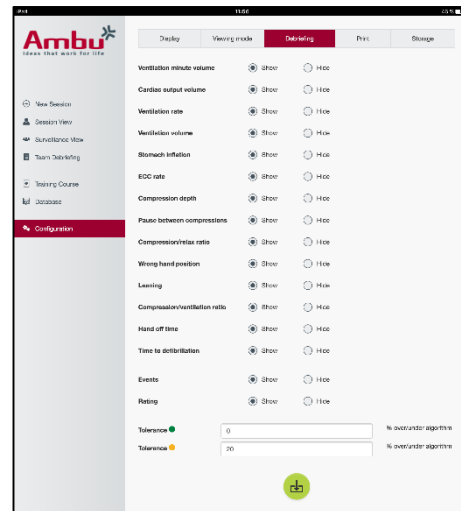 iPad 11:56 45 %
Ambu
Ideas that work for life
Display Viewing mode Debriefing Print Storage
Ventilation minute volume Show Hide
Cardiac output volume Show Hide
Ventilation rate Show Hide
New Session
Ventilation volume Show Hide
Session View
Surveillance View
Stomach inflation Show Hide
Team Debriefing
ECC rate Show Hide
Training Course
Compression depth Show Hide
Database
Pause between compressions Show Hide
Configuration
Compression/relax ratio Show Hide
Wrong hand position Show Hide
Leaning Show Hide
Compression/ventilation ratio Show Hide
Hand off time Show Hide
Time to defibrillation Show Hide
Events Show Hide
Rating Show Hide
Tolerance 0 % over/under algorithm
Tolerance 20 % over/under algorithm